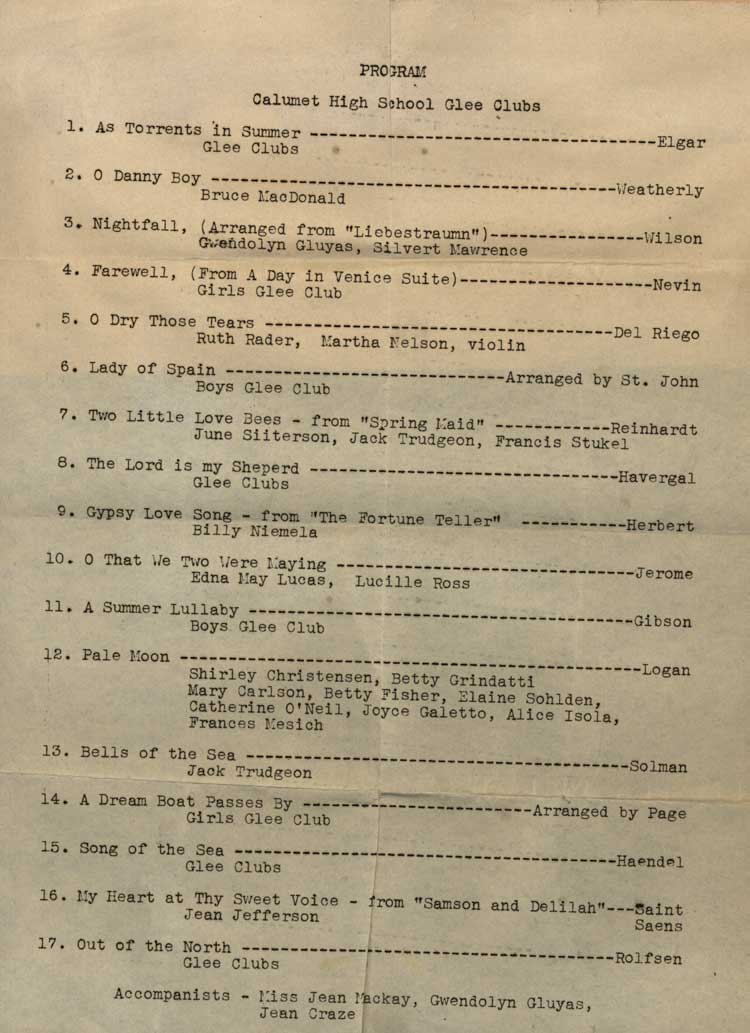 PROGRAM
Calumet High School Glee Clubs
1. As Torrents in Summer -----------------------------------Elgar
Glee Clubs
2. O Danny Boy -----------------------------------------Weatherly
Bruce MacDonald
3. Nightfall, (Arranged from "Liebestraumn")----------------Wilson
Gwendolyn Gluyas, Silvert Mawrence
4. Farewell, (From A Day in Venice Suite)--------------------Nevin
Girls Glee Club
5. O Dry Those Tears -----------------------------------Del Riego
Ruth Rader, Martha Nelson, violin
6. Lady of Spain ----------------------------Arranged by St. John
Boys Glee Club
7. Two Little Love Bees - from "Spring Maid" ------------Reinhardt
June Siiterson, Jack Trudgeon, Francis Stukel
8. The Lord is my Sheperd -------------------------------Havergal
Glee Clubs
9. Gypsy Love Song - from "The Fortune Teller" -----------Herbert
Billy Niemela
10. O That We Two Were Maying ------------------------------Jerome
Edna May Lucas, Lucille Ross
11. A Summer Lullaby ---------------------------------------Gibson
Boys Glee Club
12. Pale Moon -----------------------------------------------Logan
Shirley Christensen, Betty Grindatti
Mary Carlson, Betty Fisher, Elaine Sohlden,
Catherine O'Neil, Joyce Galetto, Alice Isola,
Frances Mesich
13. Bells of the Sea ---------------------------------------Solman
Jack Trudgeon
14. A Dream Boat Passes By -----------------------Arranged by Page
Girls Glee Club
15. Song of the Sea ---------------------------------------Haendel
Glee Clubs
16. My Heart at Thy Sweet Voice - from "Samson and Delilah"---Saint
Jean Jefferson Saens
17. Out of the North --------------------------------------Rolfsen
Glee Clubs
Accompanists - Miss Jean Mackay, Gwendolyn Gluyas,
Jean Craze